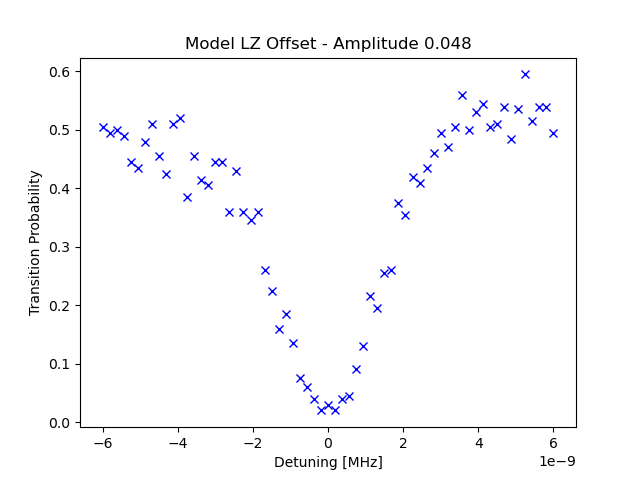 Model LZ Offset - Amplitude 0.048
Transition Probability
0.6
0.5
0.4
0.3
0.2
0.1
0.0
−6 −4 −2 0 2 4 6
1e−9
Detuning [MHz]